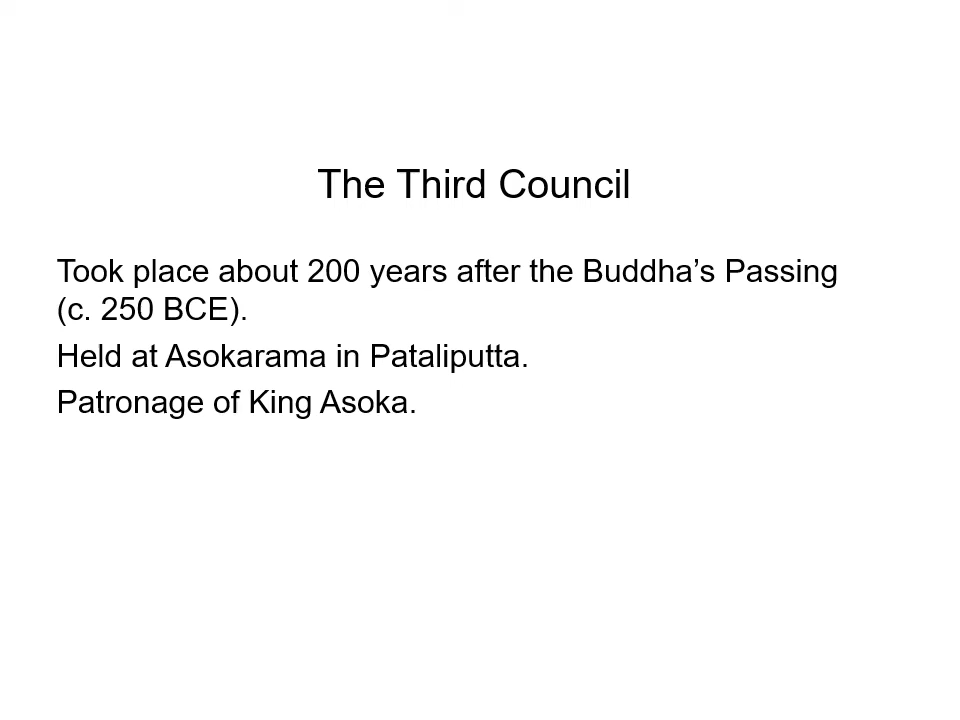 The Third Council
Took place about 200 years after the Buddha’s Passing
(c. 250 BCE).
Held at Asokarama in Pataliputta.
Patronage of King Asoka.